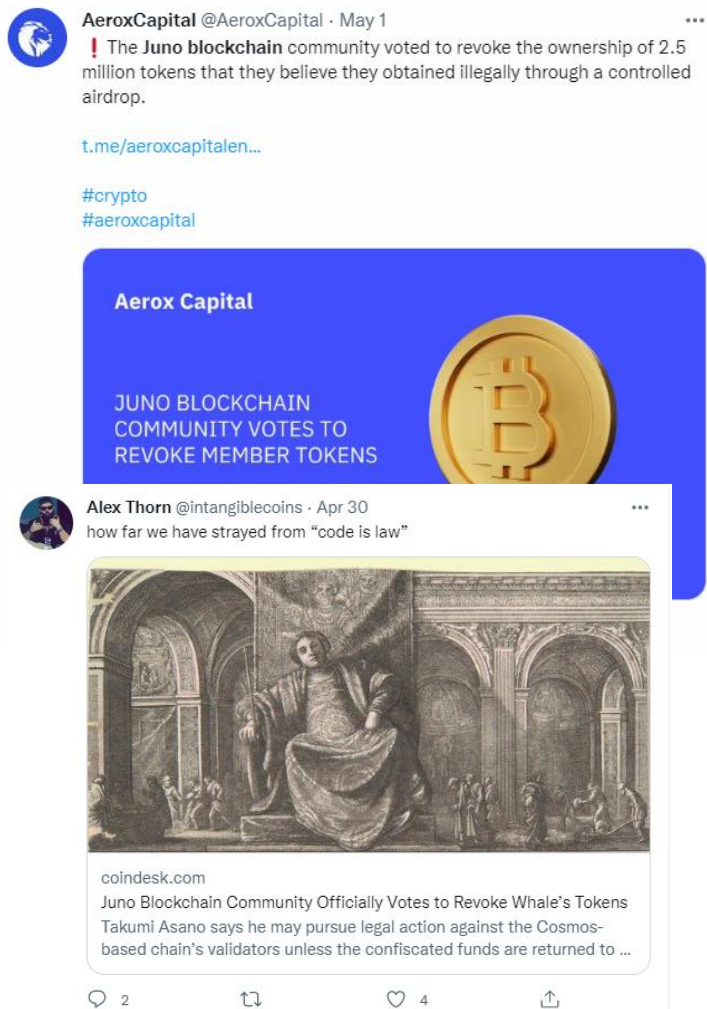 AeroxCapital @AeroxCapital · May 1
❗ The Juno blockchain community voted to revoke the ownership of 2.5
million tokens that they believe they obtained illegally through a controlled
airdrop.
t.me/aeroxcapitalen...
#crypto
#aeroxcapital
Aerox Capital
JUNO BLOCKCHAIN
COMMUNITY VOTES TO
REVOKE MEMBER TOKENS
Alex Thorn @intangiblecoins · Apr 30
how far we have strayed from “code is law”
coindesk.com
Juno Blockchain Community Officially Votes to Revoke Whale's Tokens
Takumi Asano says he may pursue legal action against the Cosmos-
based chain's validators unless the confiscated funds are returned to ...
2 4